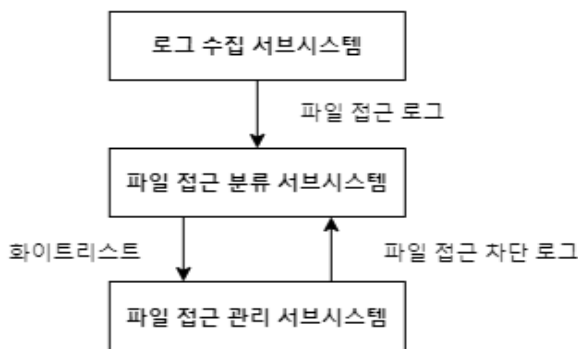 로그 수집 서브시스템
파일 접근 로그
파일 접근 분류 서브시스템
화이트리스트
파일 접근 차단 로그
파일 접근 관리 서브시스템